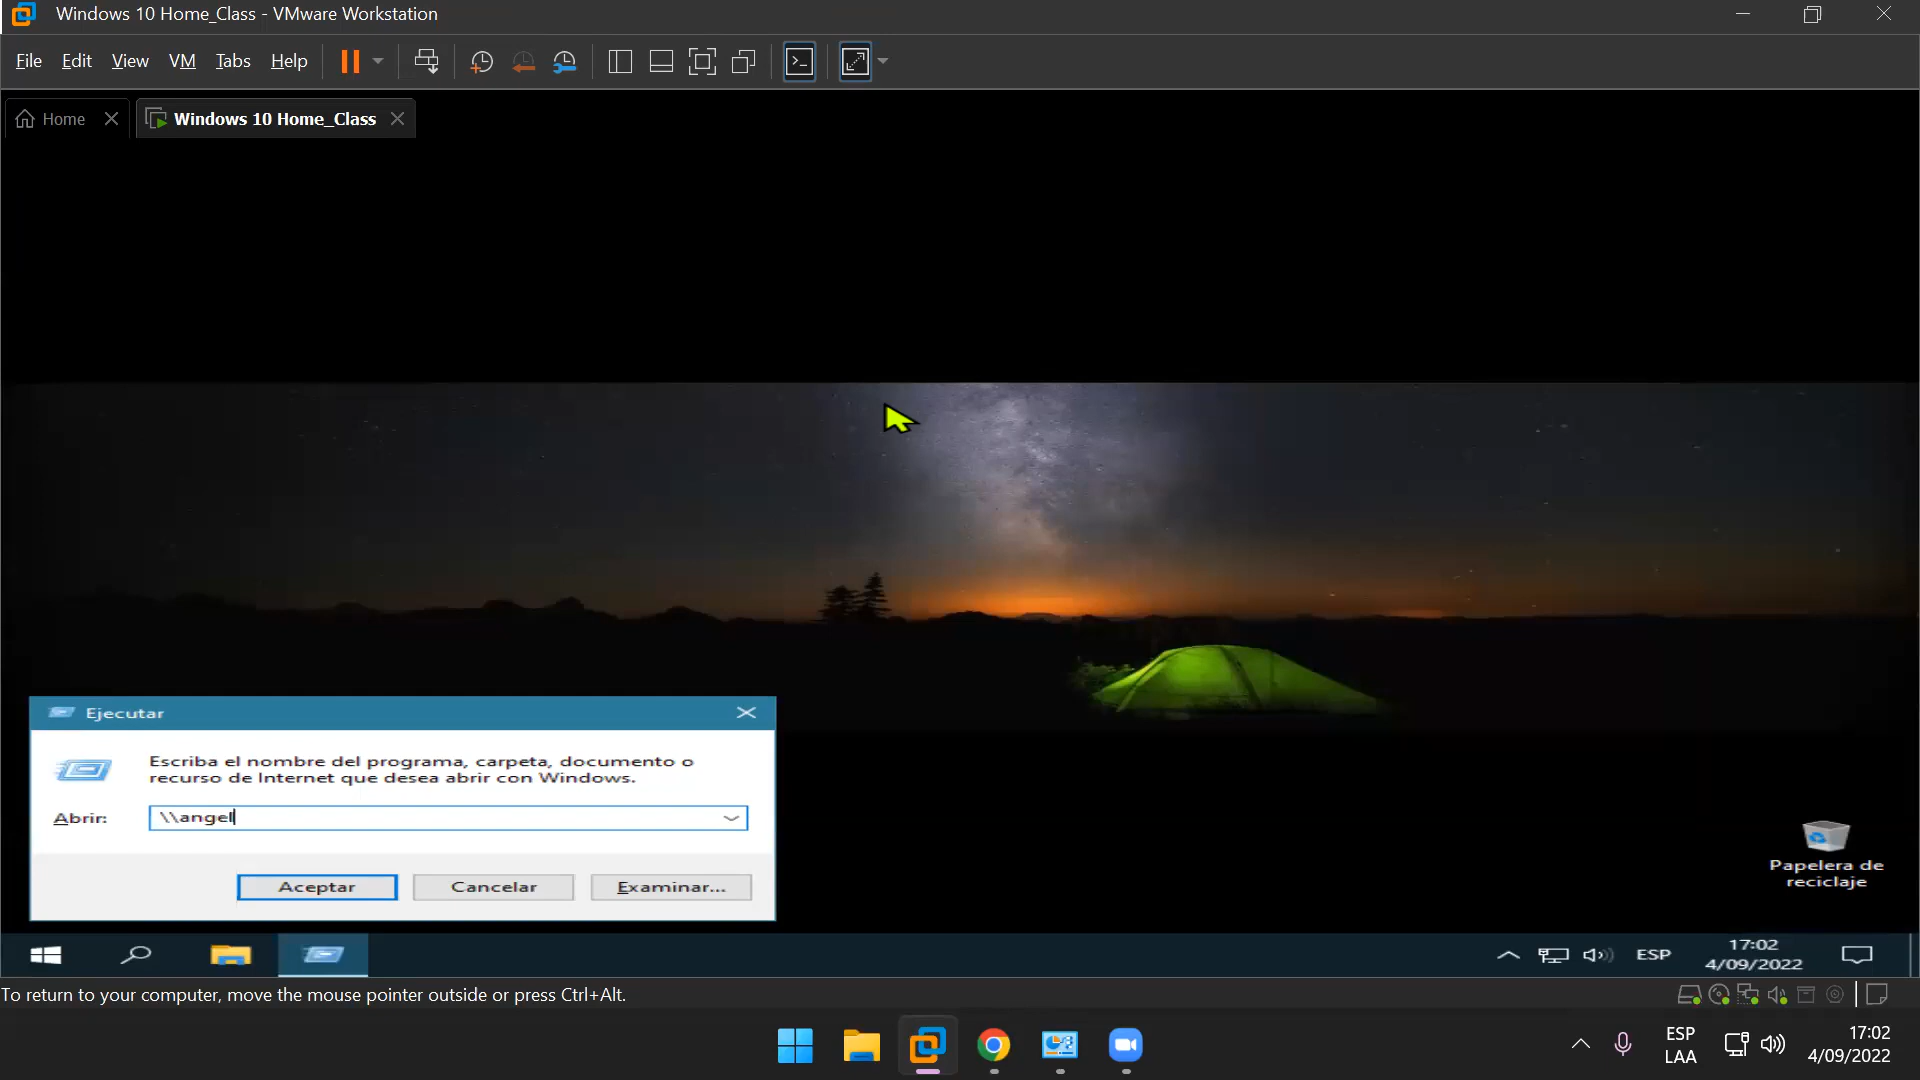 Windows 10 Home_Class - VMware Workstation
File Edit View VM Tabs Help
Home Windows 10 Home_Class
Ejecutar
Escriba el nombre del programa, carpeta, documento o
recurso de Internet que desea abrir con Windows.
Abrir: \\angel
Aceptar Cancelar Examinar...
Papelera de
reciclaje
ESP
17:02
4/09/2022
To return to your computer, move the mouse pointer outside or press Ctrl+Alt.
ESP
LAA
17:02
4/09/2022